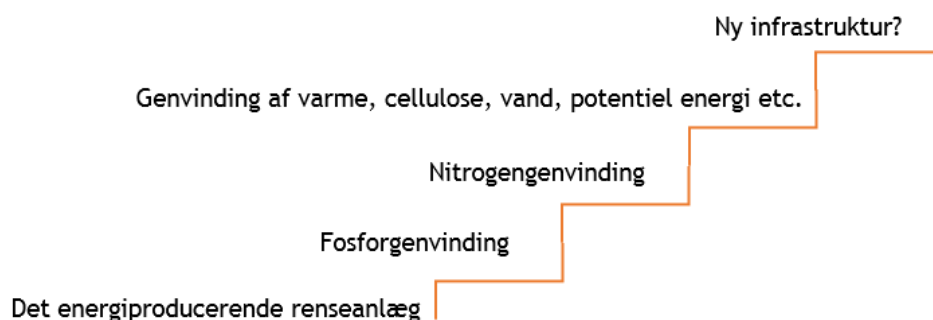 Ny infrastruktur?
Genvinding af varme, cellulose, vand, potentiel energi etc.
Nitrogengenvinding
Fosforgenvinding
Det energiproducerende renseanlæg